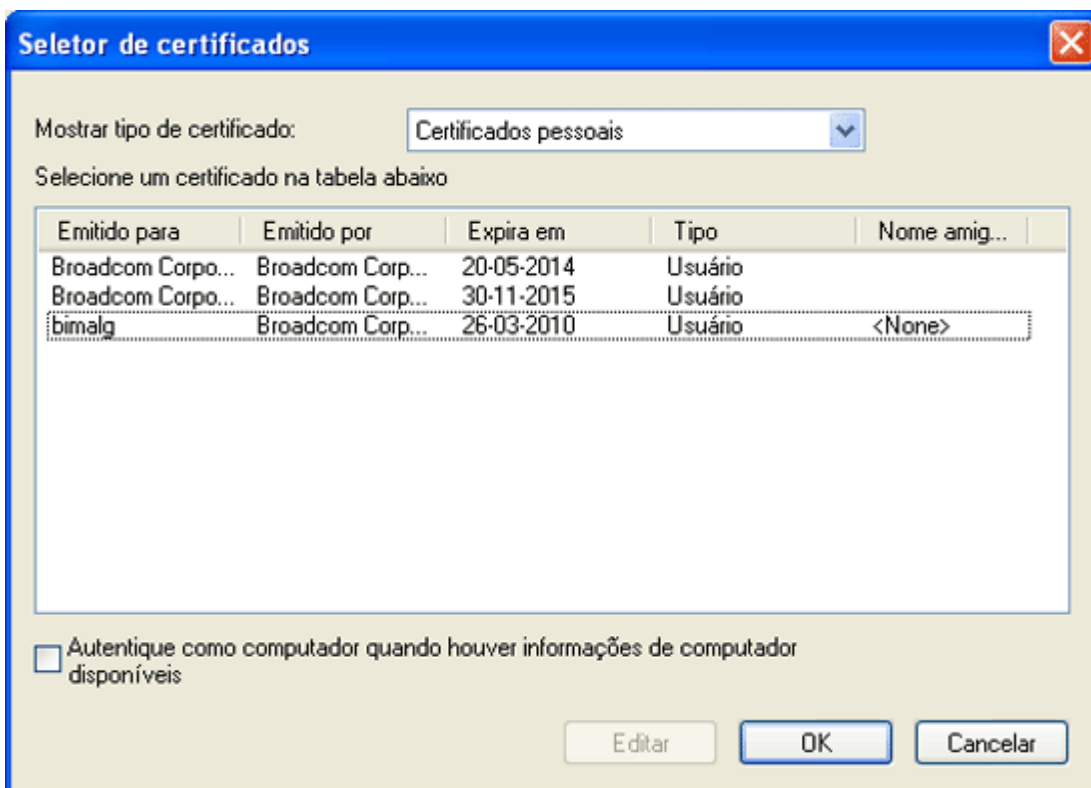 Seletor de certificados
Mostrar tipo de certificado: Certificados pessoais
Selecione um certificado na tabela abaixo
Emitido para Emitido por Expira em Tipo Nome amig...
Broadcom Corpo... Broadcom Corp... 20-05-2014 Usuário
Broadcom Corpo... Broadcom Corp... 30-11-2015 Usuário
bimalg Broadcom Corp... 26-03-2010 Usuário <None>
Autentique como computador quando houver informações de computador
disponíveis
Editar OK Cancelar